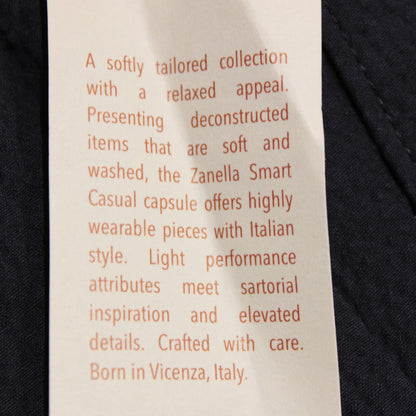 A softly tailored collection
with a relaxed appeal.
Presenting deconstructed
items that are soft and
washed, the Zanella Smart
Casual capsule offers highly
wearable pieces with Italian
style. Light performance
attributes meet sartorial
inspiration and elevated
details. Crafted with care.
Born in Vicenza, Italy.